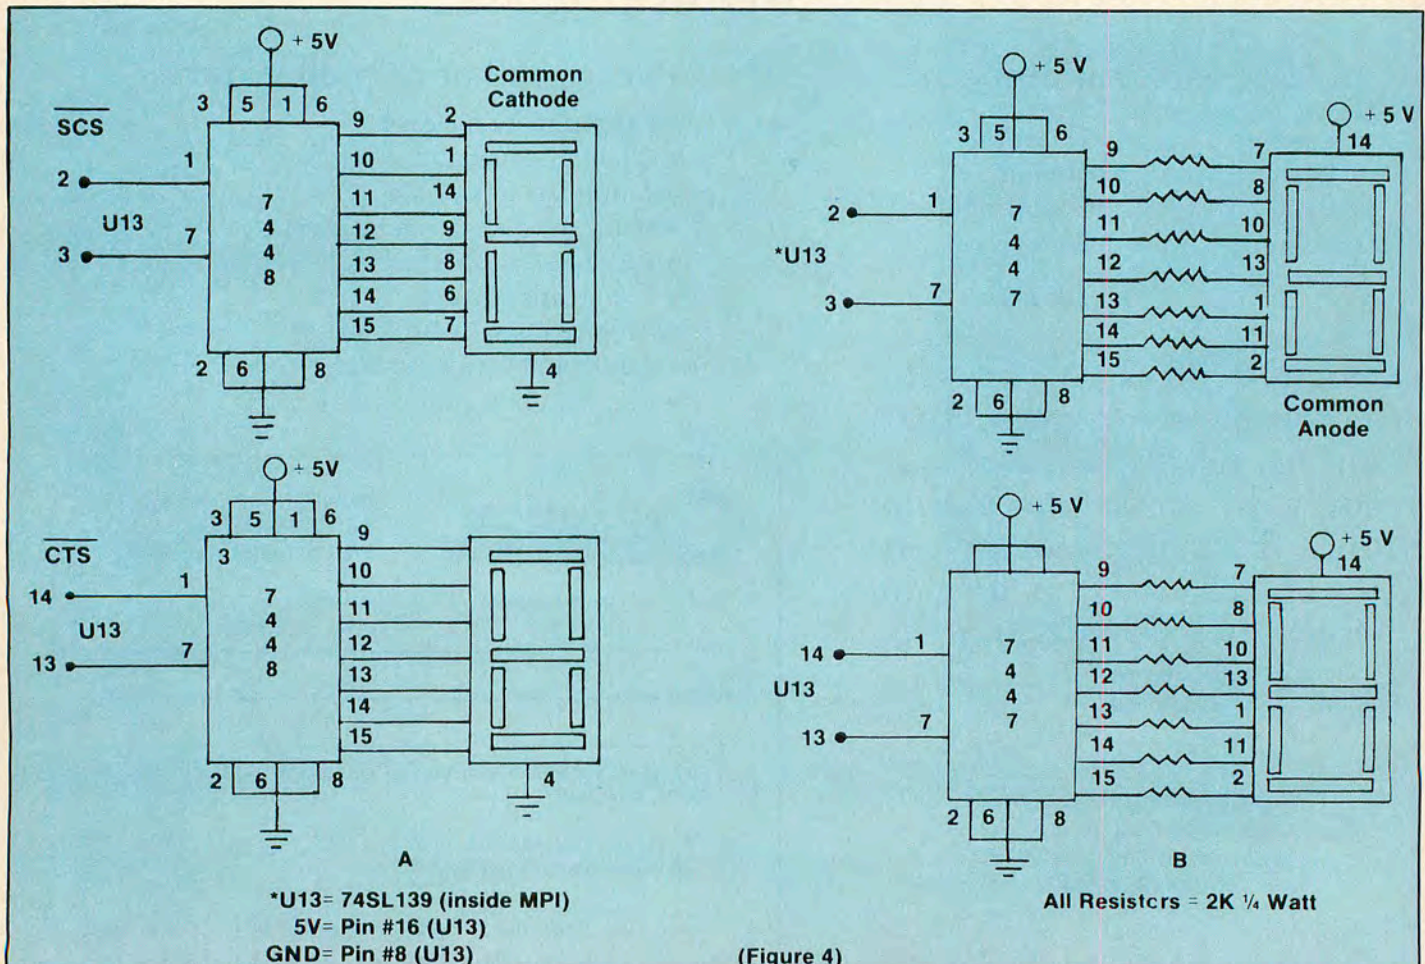 + 5V
3 5 1 6
SCS
2
1
U13
3
7
7
4
4
8
9
10
11
12
13
14
15
Common
Cathode
2
1
14
9
8
6
7
2 6 8
4
+ 5 V
3 5 6
2
1
*U13
3
7
7
4
4
7
9
10
11
12
13
14
15
7
8
10
13
1
11
2
+ 5 V
14
2 6 8
Common
Anode
+ 5V
3 5 1 6
3
CTS
14
1
U13
13
7
7
4
4
8
9
10
11
12
13
14
15
2 6 8
4
A
+ 5 V
14
1
U13
13
7
7
4
4
7
9
10
11
12
13
14
15
7
8
10
13
1
11
2
+ 5 V
14
2 6 8
B
*U13= 74SL139 (inside MPI)
5V= Pin #16 (U13)
GND= Pin #8 (U13)
All Resistors = 2K ¼ Watt
(Figure 4)